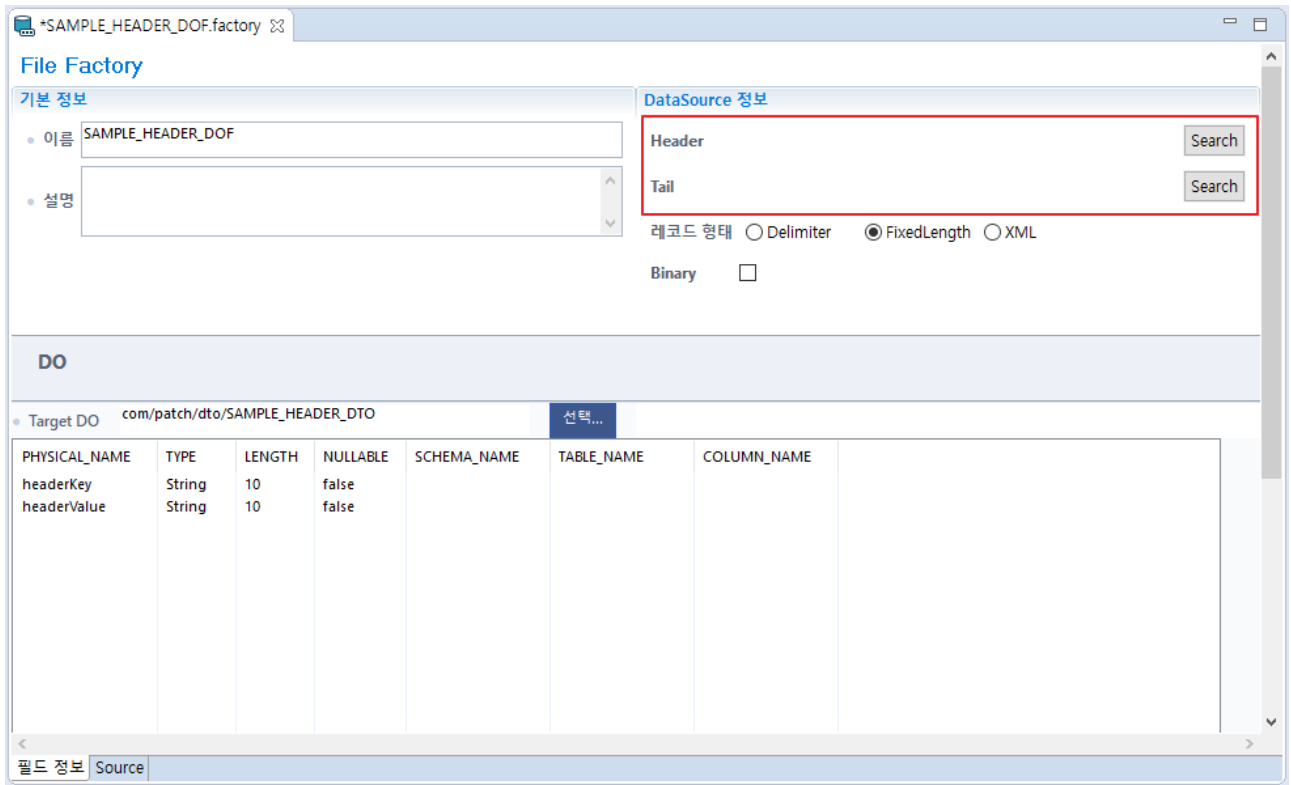 *SAMPLE_HEADER_DOF.factory
File Factory
기본 정보
이름 SAMPLE_HEADER_DOF
설명
DataSource 정보
Header Search
Tail Search
레코드 형태 Delimiter FixedLength XML
Binary
DO
Target DO com/patch/dto/SAMPLE_HEADER_DTO 선택...
PHYSICAL_NAME TYPE LENGTH NULLABLE SCHEMA_NAME TABLE_NAME COLUMN_NAME
headerKey String 10 false
headerValue String 10 false
필드 정보 Source